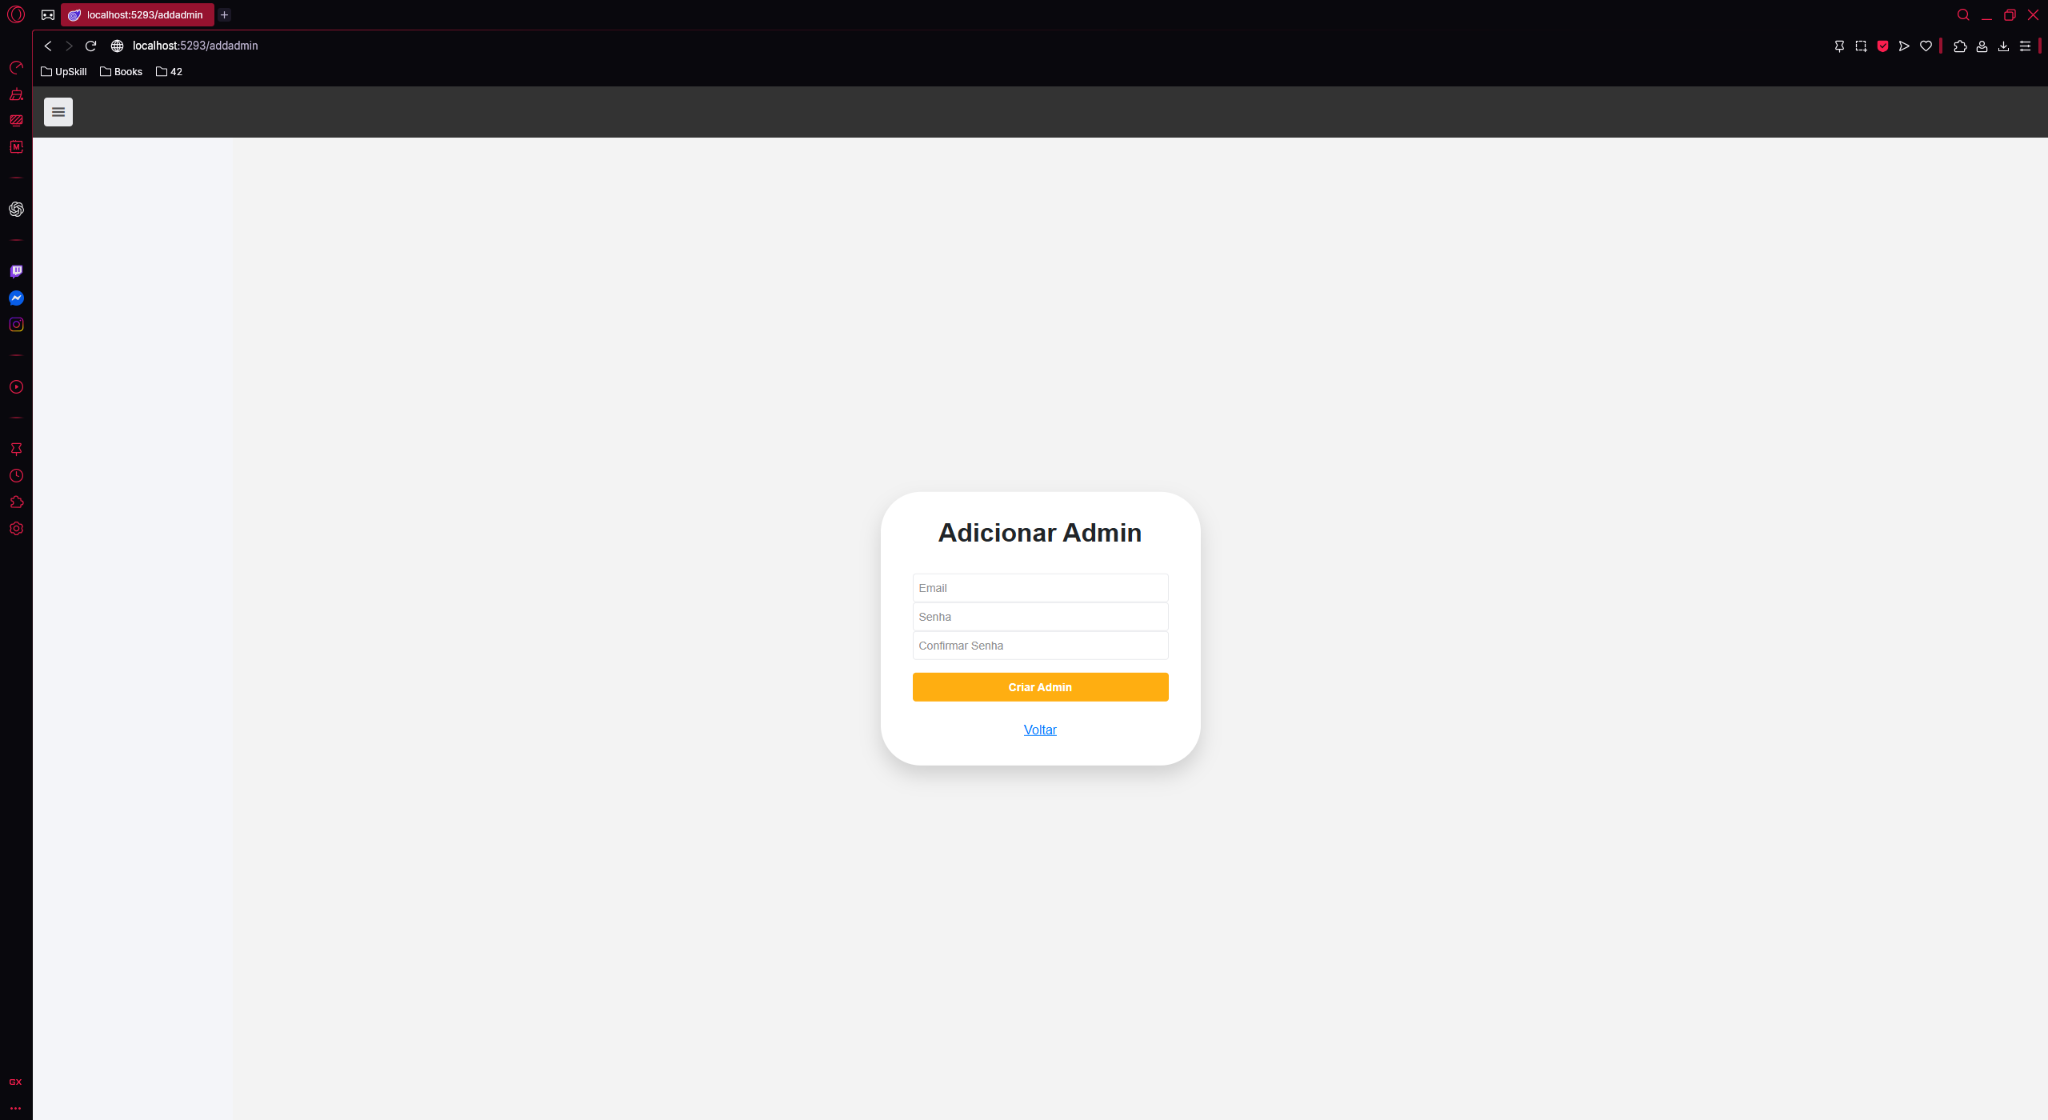 localhost:5293/addadmin
localhost:5293/addadmin
UpSkill Books 42
Adicionar Admin
Email
Senha
Confirmar Senha
Criar Admin
Voltar
M
GX